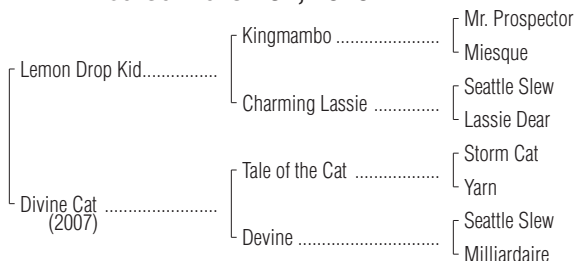 Mr. Prospector
Kingmambo ..................
Miesque
Lemon Drop Kid...............
Seattle Slew
Charming Lassie ..............
Lassie Dear
Storm Cat
Tale of the Cat ..................
Yarn
Divine Cat ......................
(2007)
Seattle Slew
Devine ............................
Milliardaire